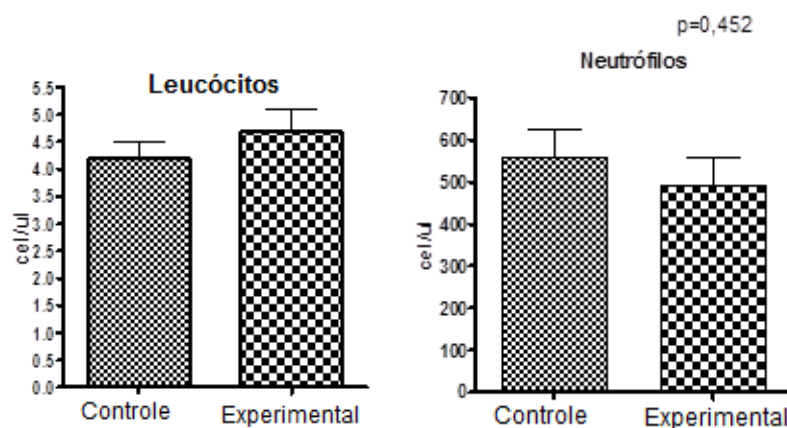 Leucócitos
5.5
5.0
4.5
4.0
3.5
3.0
2.5
2.0
1.5
1.0
0.5
0.0
cel/ul
Controle
Experimental
p=0,452
Neutrófilos
700
600
500
400
300
200
100
0
cel/ul
Controle
Experimental